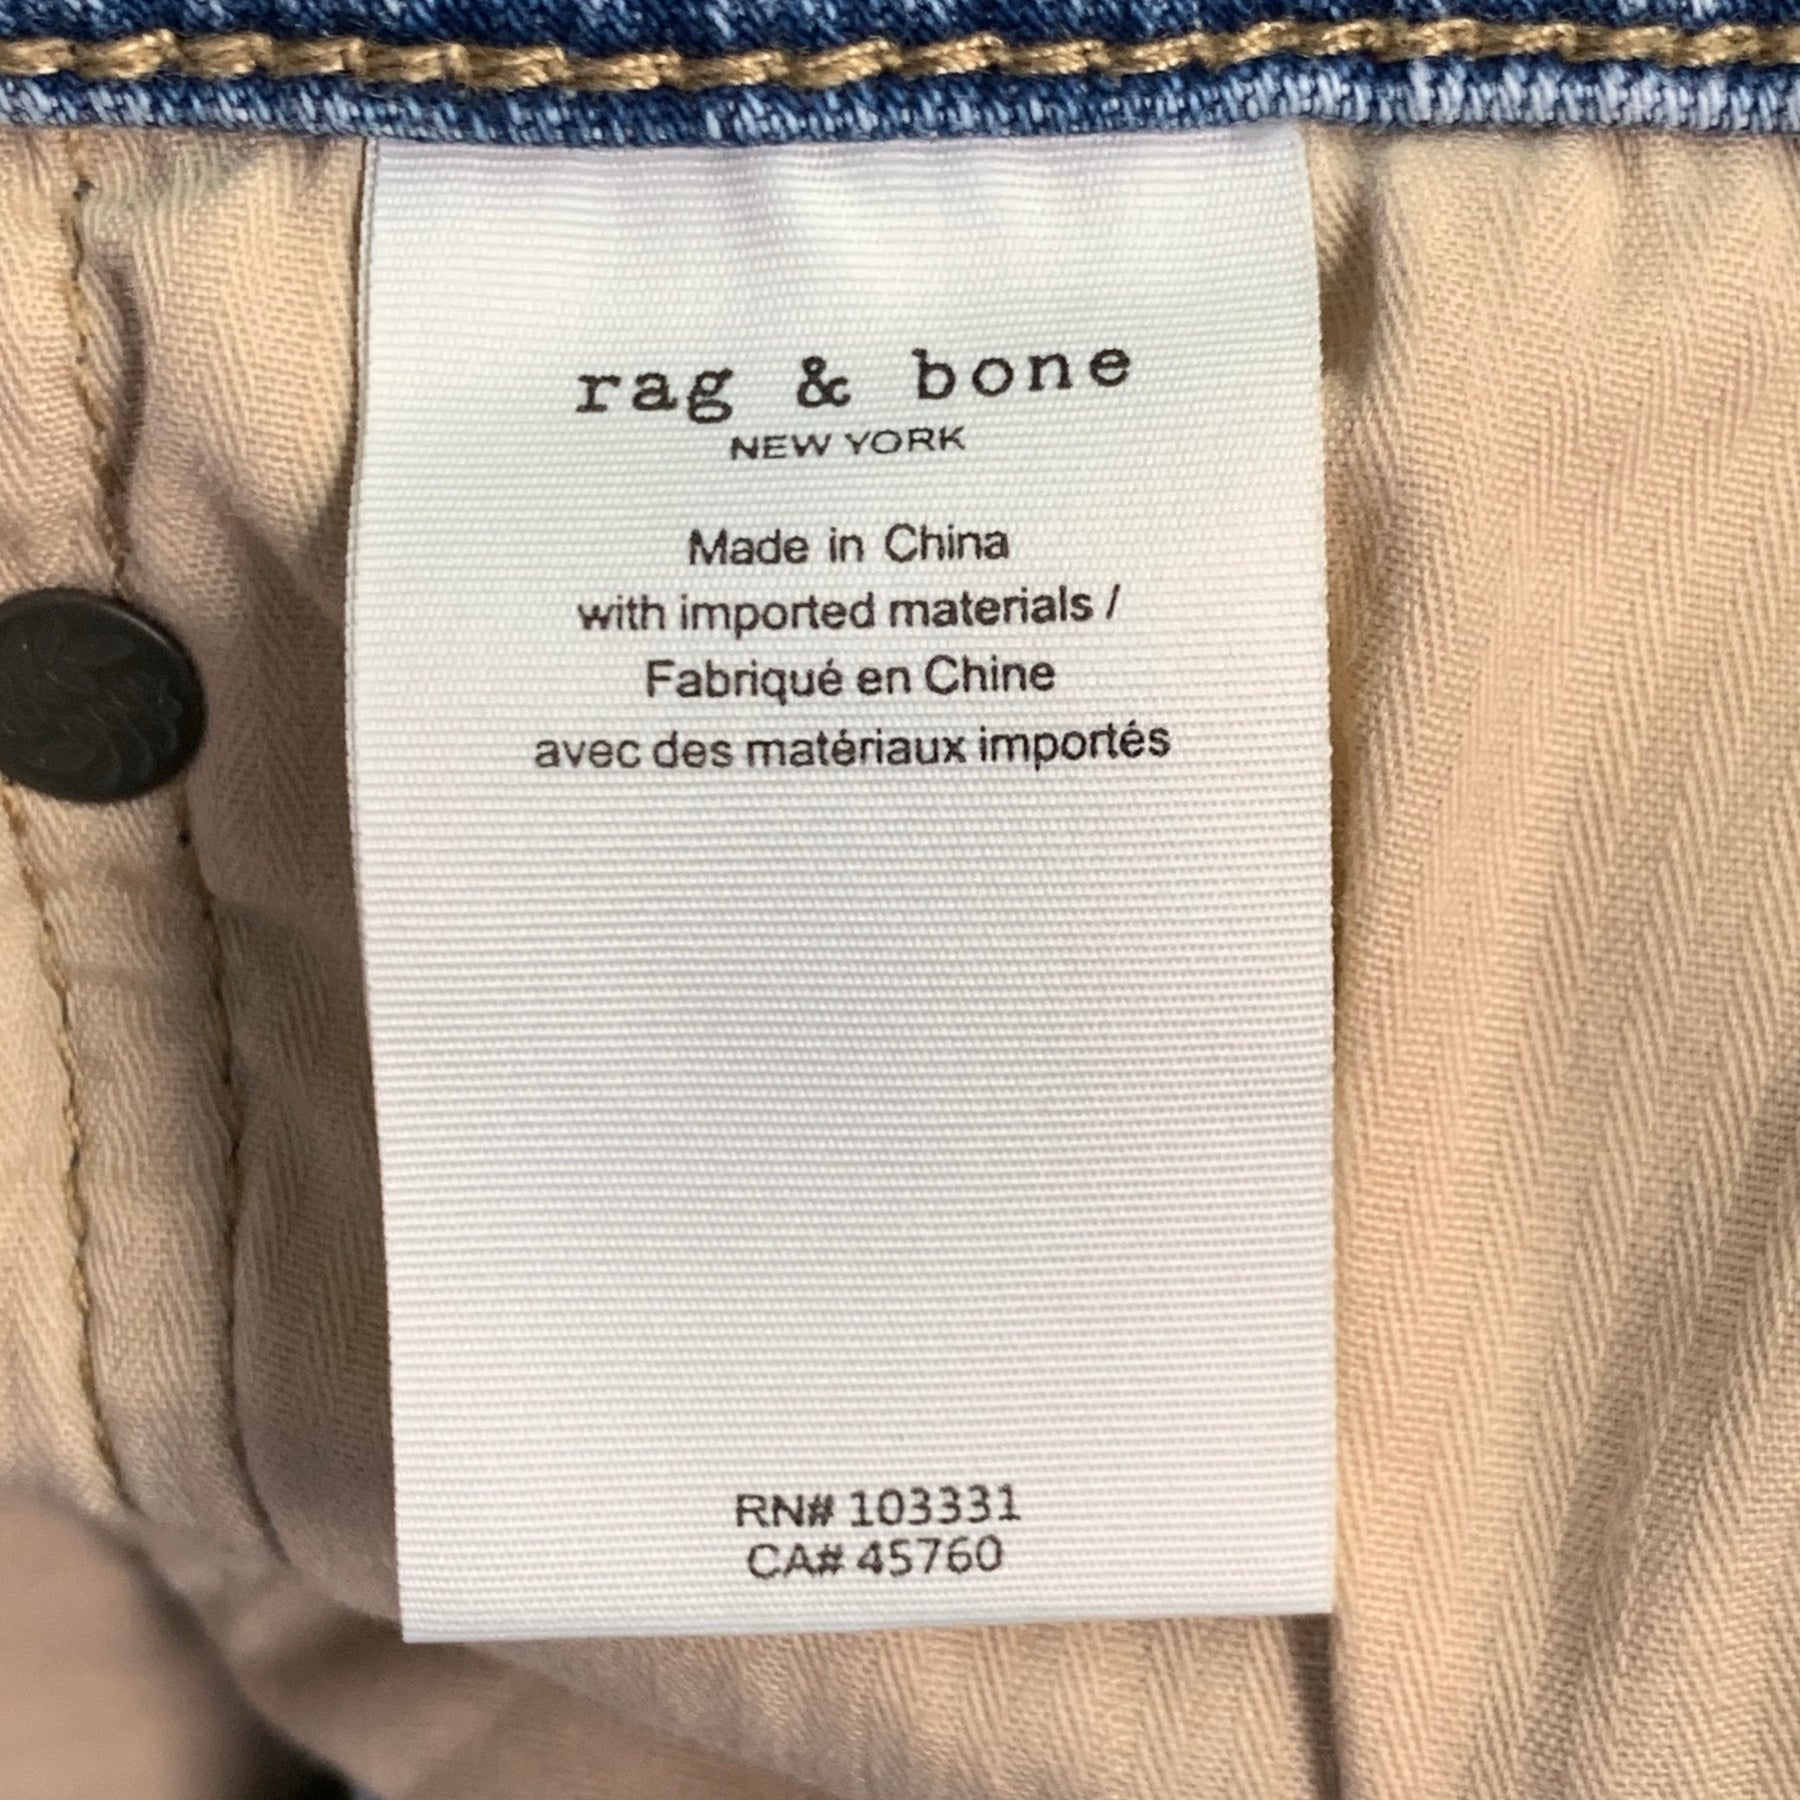 rag & bone
NEW YORK
Made in China
with imported materials /
Fabriqué en Chine
avec des matériaux importés
RN# 103331
CA# 45760